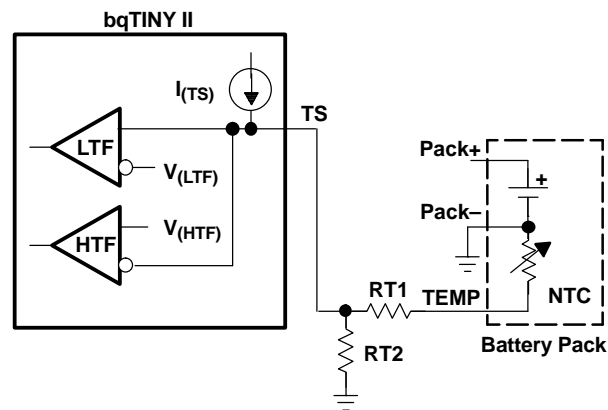 bqTINY II
I(TS)
TS
LTF
V(LTF)
Pack+
+
V(HTF)
Pack–
HTF
RT1
TEMP
NTC
RT2
Battery Pack